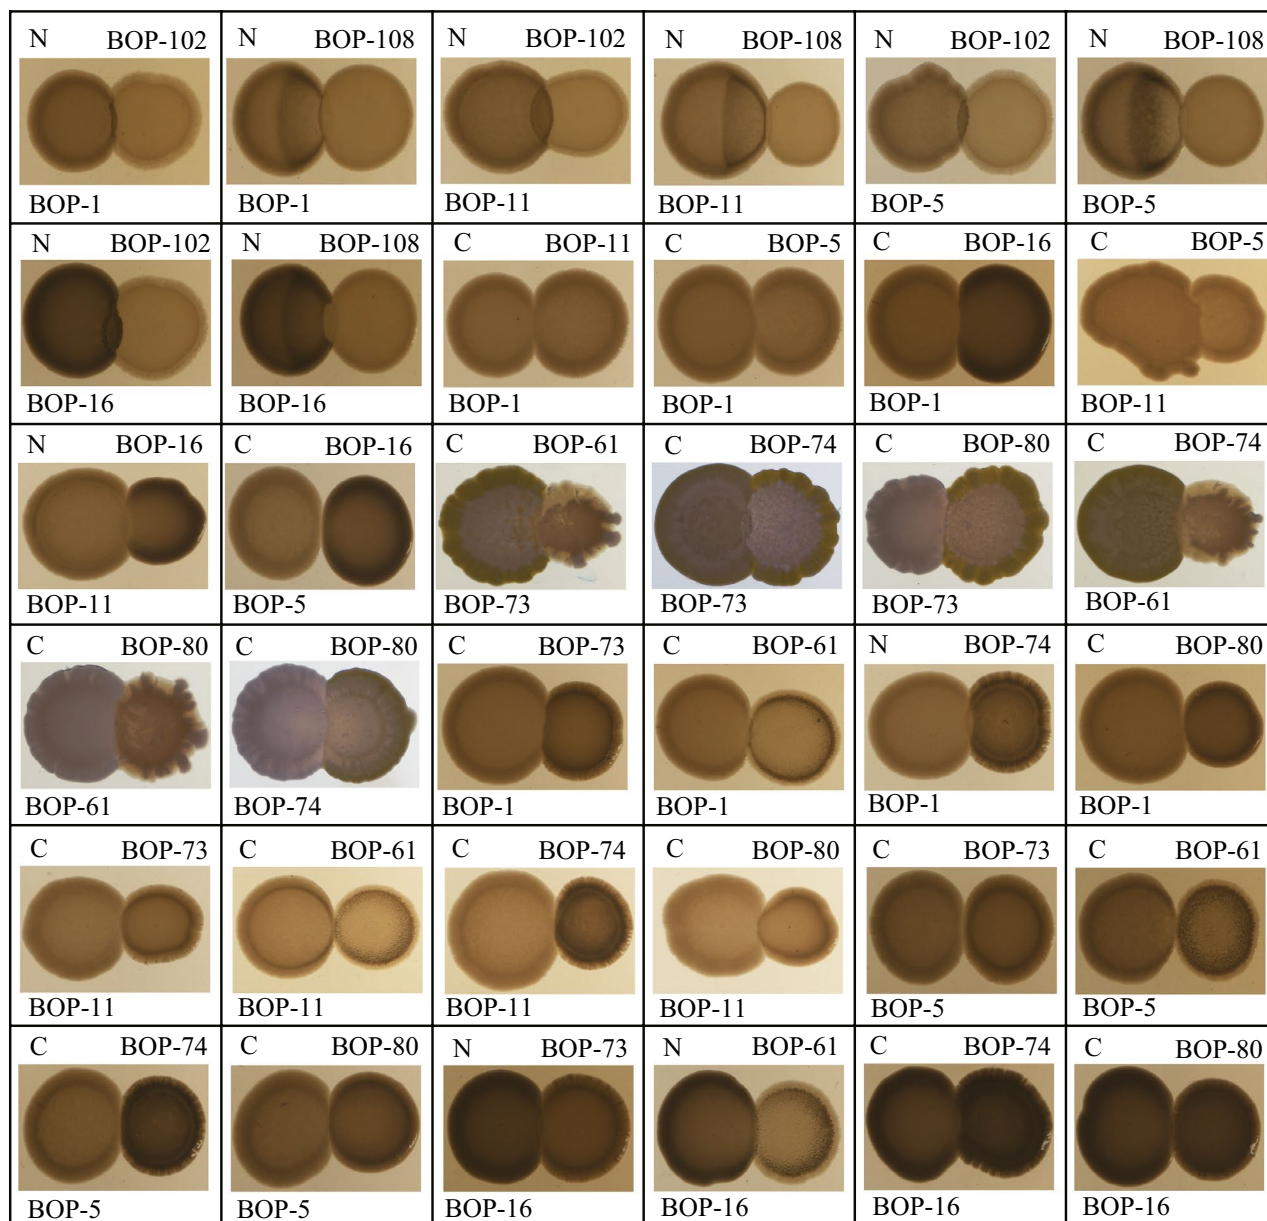 N BOP-102 N BOP-108 N BOP-102 N BOP-108 N BOP-102 N BOP-108
BOP-1 BOP-1 BOP-11 BOP-11 BOP-5 BOP-5
N BOP-102 N BOP-108 C BOP-11 C BOP-5 C BOP-16 C BOP-5
BOP-16 BOP-16 BOP-1 BOP-1 BOP-1 BOP-11
N BOP-16 C BOP-16 C BOP-61 C BOP-74 C BOP-80 C BOP-74
BOP-11 BOP-5 BOP-73 BOP-73 BOP-73 BOP-61
C BOP-80 C BOP-80 C BOP-73 C BOP-61 N BOP-74 C BOP-80
BOP-61 BOP-74 BOP-1 BOP-1 BOP-1 BOP-1
C BOP-73 C BOP-61 C BOP-74 C BOP-80 C BOP-73 C BOP-61
BOP-11 BOP-11 BOP-11 BOP-11 BOP-5 BOP-5
C BOP-74 C BOP-80 N BOP-73 N BOP-61 C BOP-74 C BOP-80
BOP-5 BOP-5 BOP-16 BOP-16 BOP-16 BOP-16